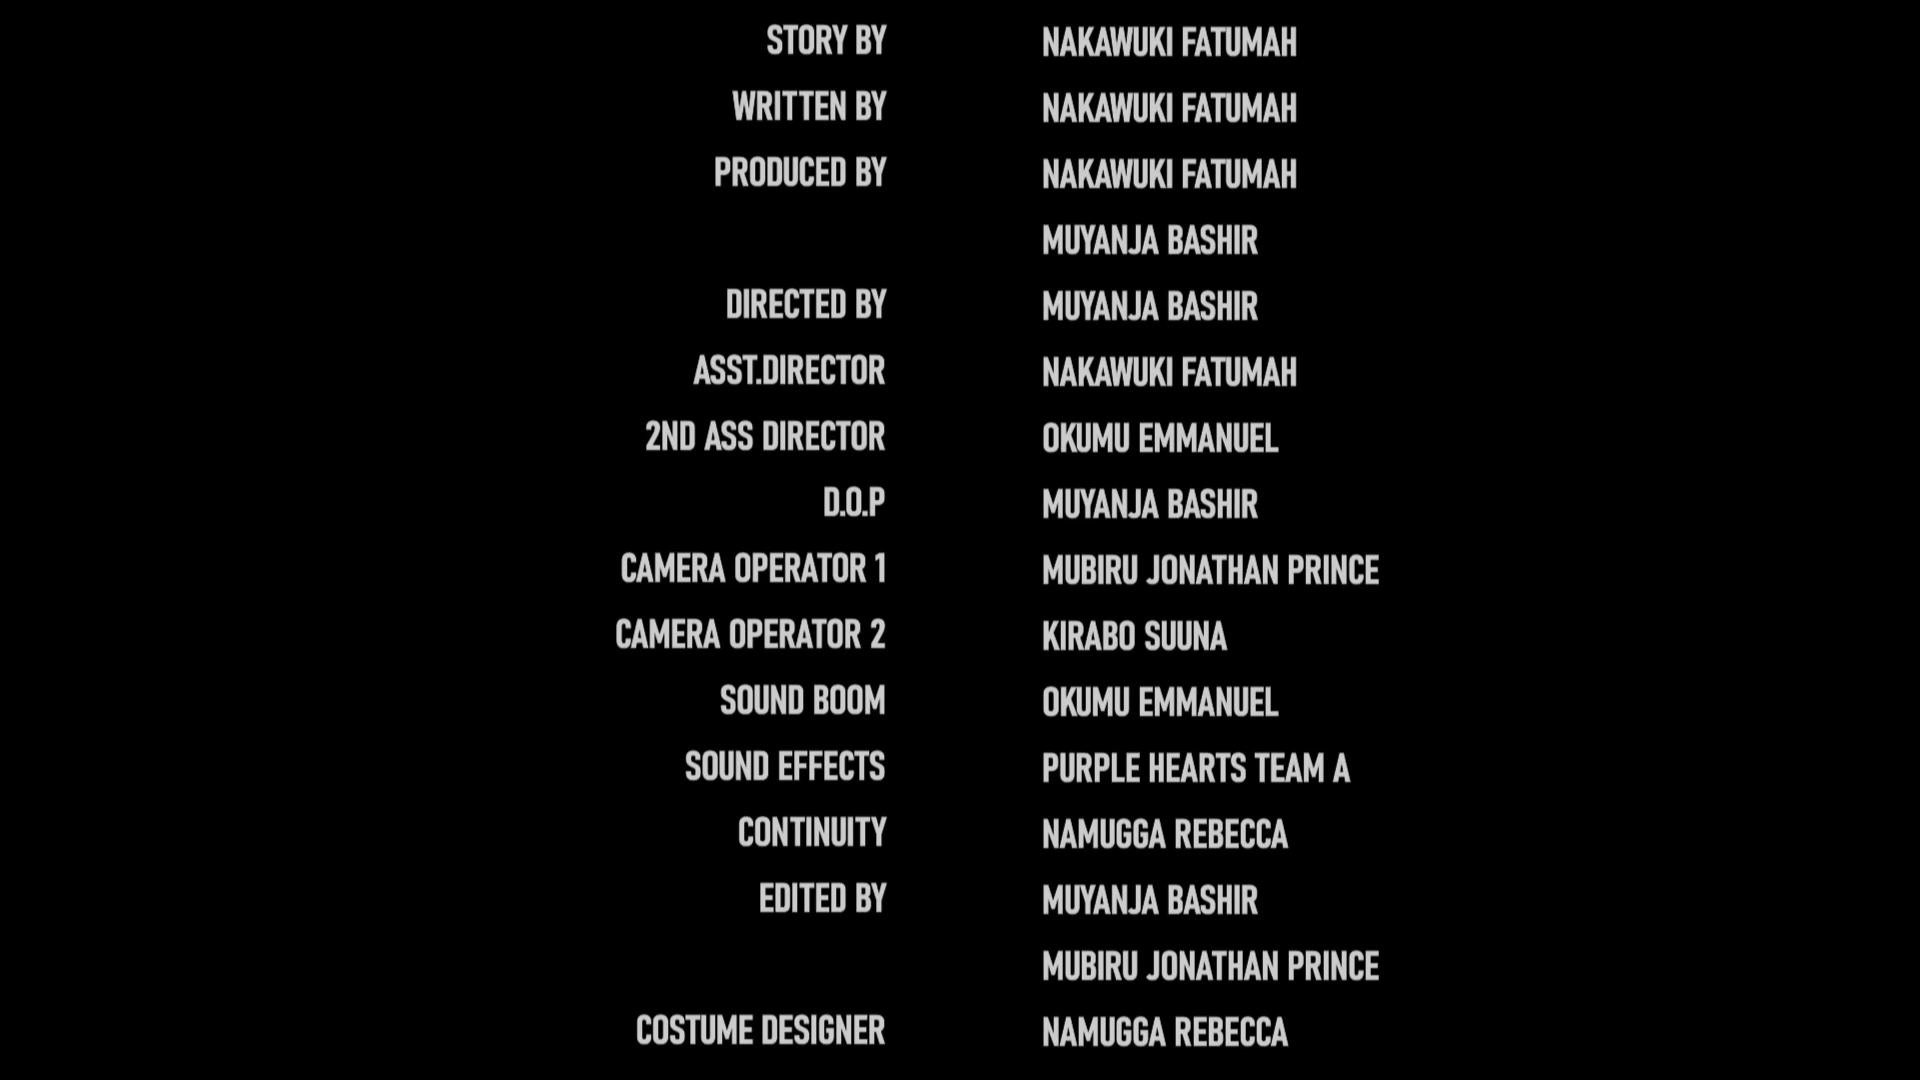 STORY BY NAKAWUKI FATUMAH
WRITTEN BY NAKAWUKI FATUMAH
PRODUCED BY NAKAWUKI FATUMAH
MUYANJA BASHIR
DIRECTED BY MUYANJA BASHIR
ASST.DIRECTOR NAKAWUKI FATUMAH
2ND ASS DIRECTOR OKUMU EMMANUEL
D.O.P MUYANJA BASHIR
CAMERA OPERATOR 1 MUBIRU JONATHAN PRINCE
CAMERA OPERATOR 2 KIRABO SUUNA
SOUND BOOM OKUMU EMMANUEL
SOUND EFFECTS PURPLE HEARTS TEAM A
CONTINUITY NAMUGGA REBECCA
EDITED BY MUYANJA BASHIR
MUBIRU JONATHAN PRINCE
COSTUME DESIGNER NAMUGGA REBECCA